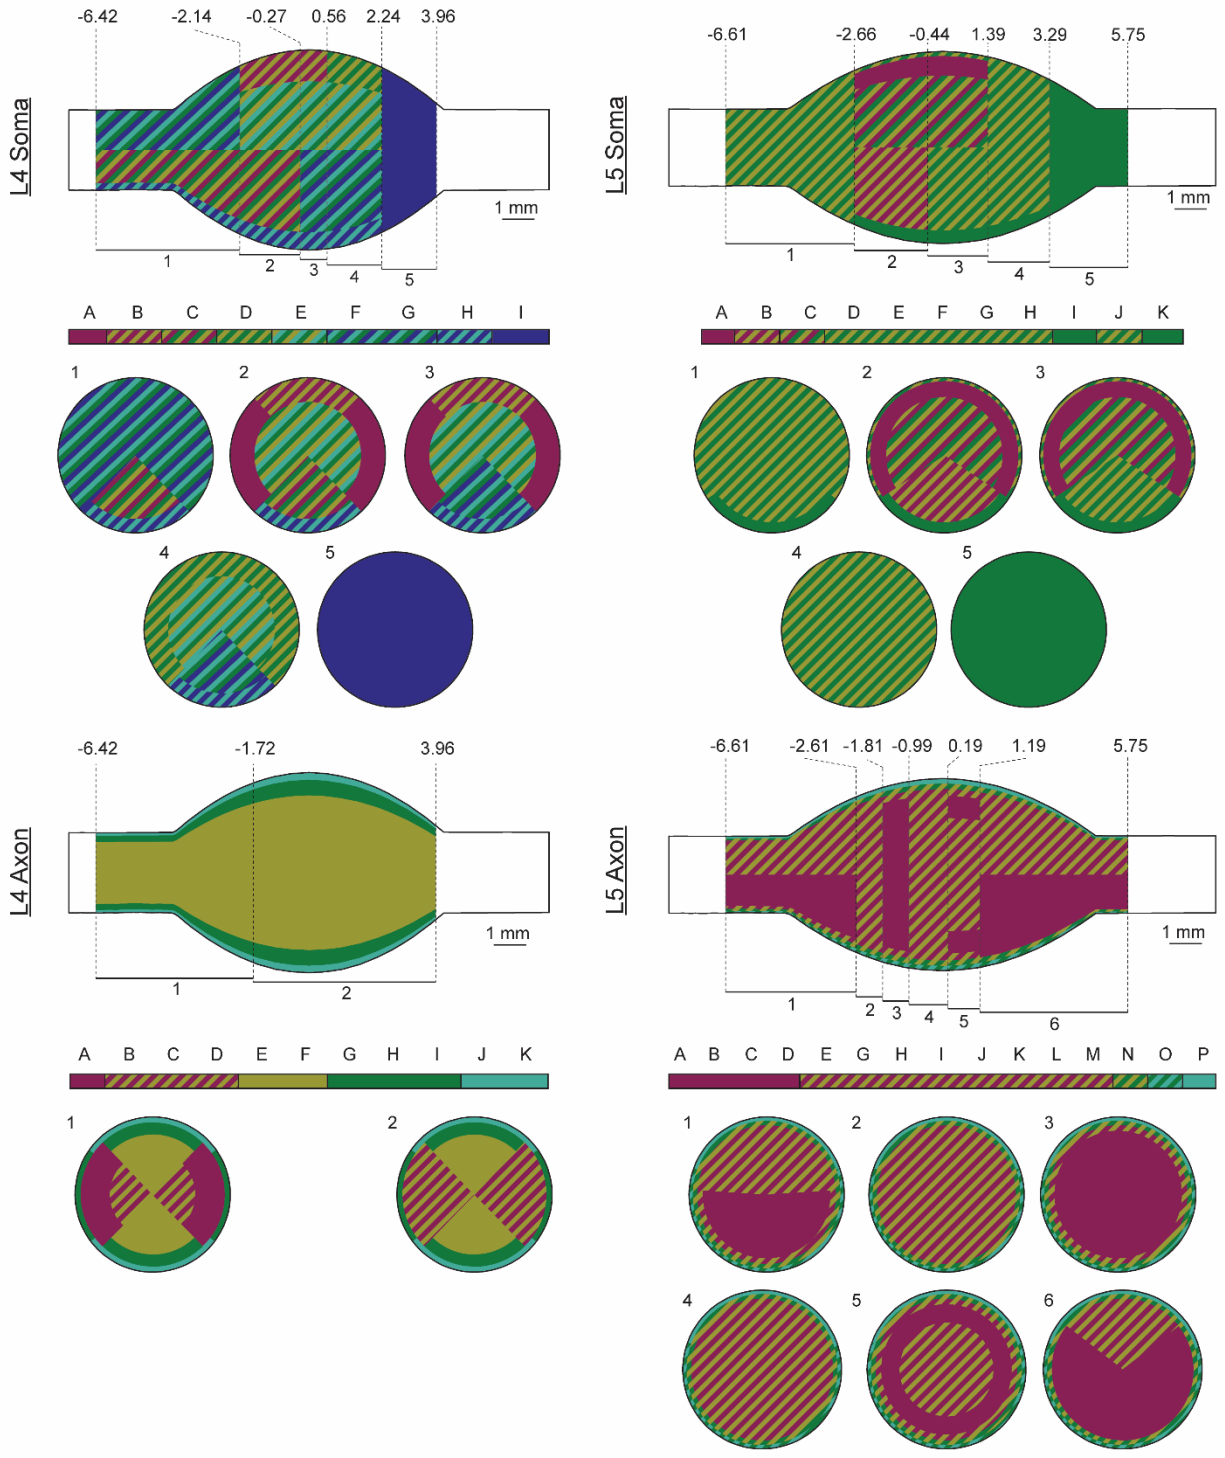 -6.42 -2.14 -0.27 0.56 2.24 3.96
L4 Soma
1 mm
1 2 3 4 5
A B C D E F G H I
1 2 3
4 5
-6.61 -2.66 -0.44 1.39 3.29 5.75
L5 Soma
1 mm
1 2 3 4 5
A B C D E F G H I J K
1 2 3
4 5
-6.42 -1.72 3.96
L4 Axon
1 mm
1 2
A B C D E F G H I J K
1 2
-6.61 -2.61 -1.81 -0.99 0.19 1.19 5.75
L5 Axon
1 mm
1 2 3 4 5 6
A B C D E G H I J K L M N O P
1 2 3
4 5 6